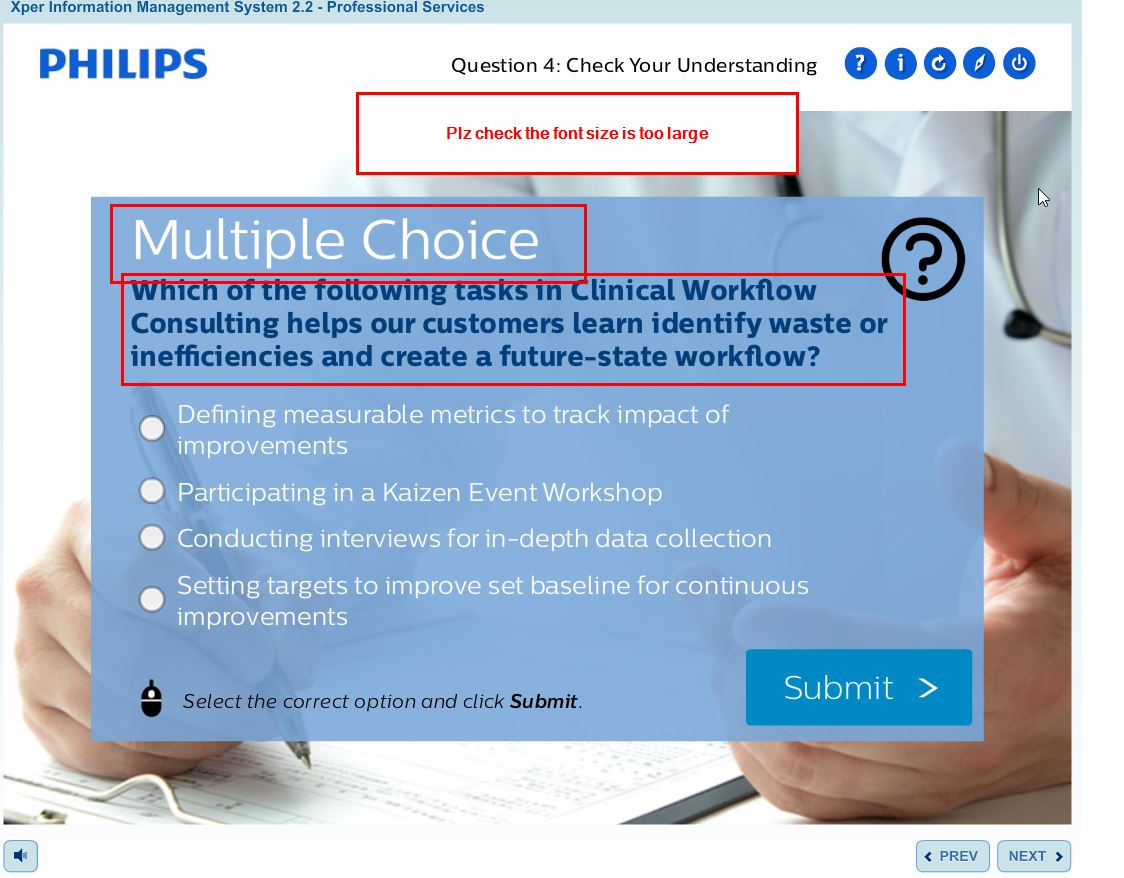 Xper Information Management System 2.2 - Professional Services
PHILIPS
Question 4: Check Your Understanding
? i
Plz check the font size is too large
Multiple Choice
?
Which of the following tasks in Clinical Workflow
Consulting helps our customers learn identify waste or
inefficiencies and create a future-state workflow?
Defining measurable metrics to track impact of
improvements
Participating in a Kaizen Event Workshop
Conducting interviews for in-depth data collection
Setting targets to improve set baseline for continuous
improvements
Select the correct option and click Submit.
Submit >
PREV
NEXT